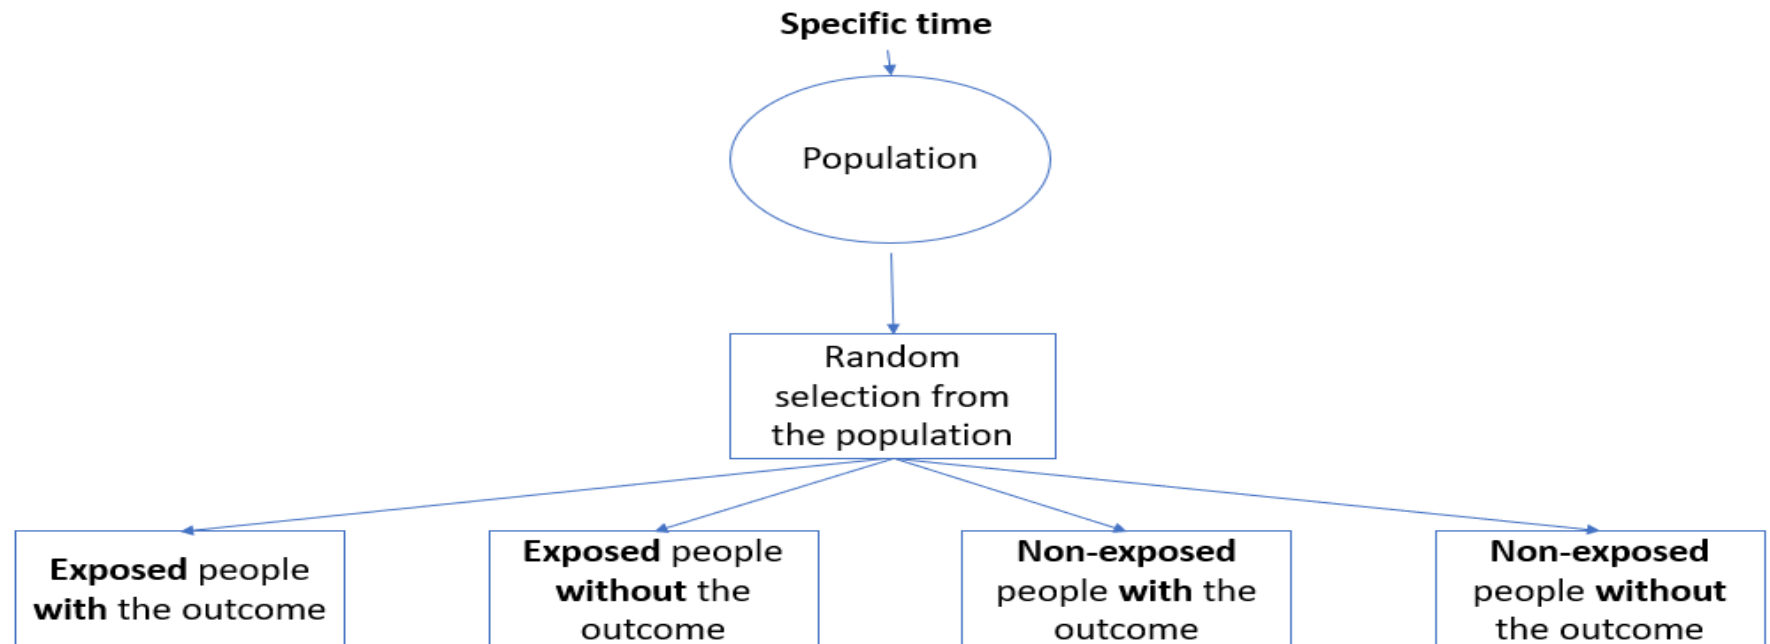 Specific time
Population
Random
selection from
the population
Exposed people
with the outcome
Exposed people
without the
outcome
Non-exposed
people with the
outcome
Non-exposed
people without
the outcome